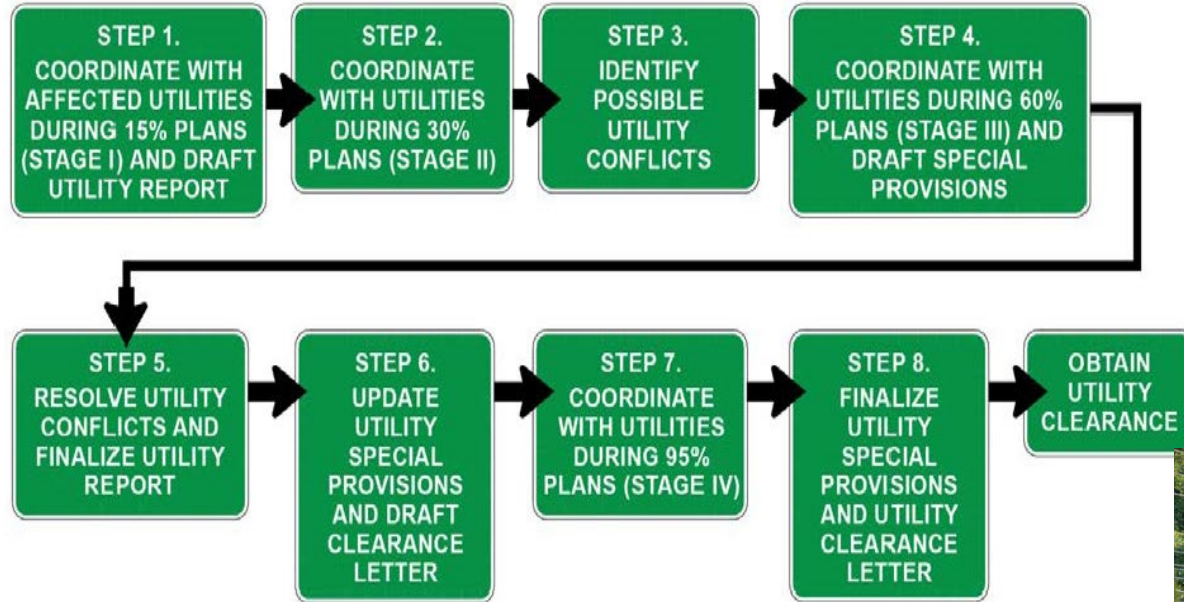 STEP 1.
COORDINATE WITH
AFFECTED UTILITIES
DURING 15% PLANS
(STAGE I) AND DRAFT
UTILITY REPORT
STEP 2.
COORDINATE
WITH UTILITIES
DURING 30%
PLANS (STAGE II)
STEP 3.
IDENTIFY
POSSIBLE
UTILITY
CONFLICTS
STEP 4.
COORDINATE WITH
UTILITIES DURING 60%
PLANS (STAGE III) AND
DRAFT SPECIAL
PROVISIONS
STEP 5.
RESOLVE UTILITY
CONFLICTS AND
FINALIZE UTILITY
REPORT
STEP 6.
UPDATE
UTILITY
SPECIAL
PROVISIONS
AND DRAFT
CLEARANCE
LETTER
STEP 7.
COORDINATE
WITH UTILITIES
DURING 95%
PLANS (STAGE IV)
STEP 8.
FINALIZE
UTILITY
SPECIAL
PROVISIONS
AND UTILITY
CLEARANCE
LETTER
OBTAIN
UTILITY
CLEARANCE